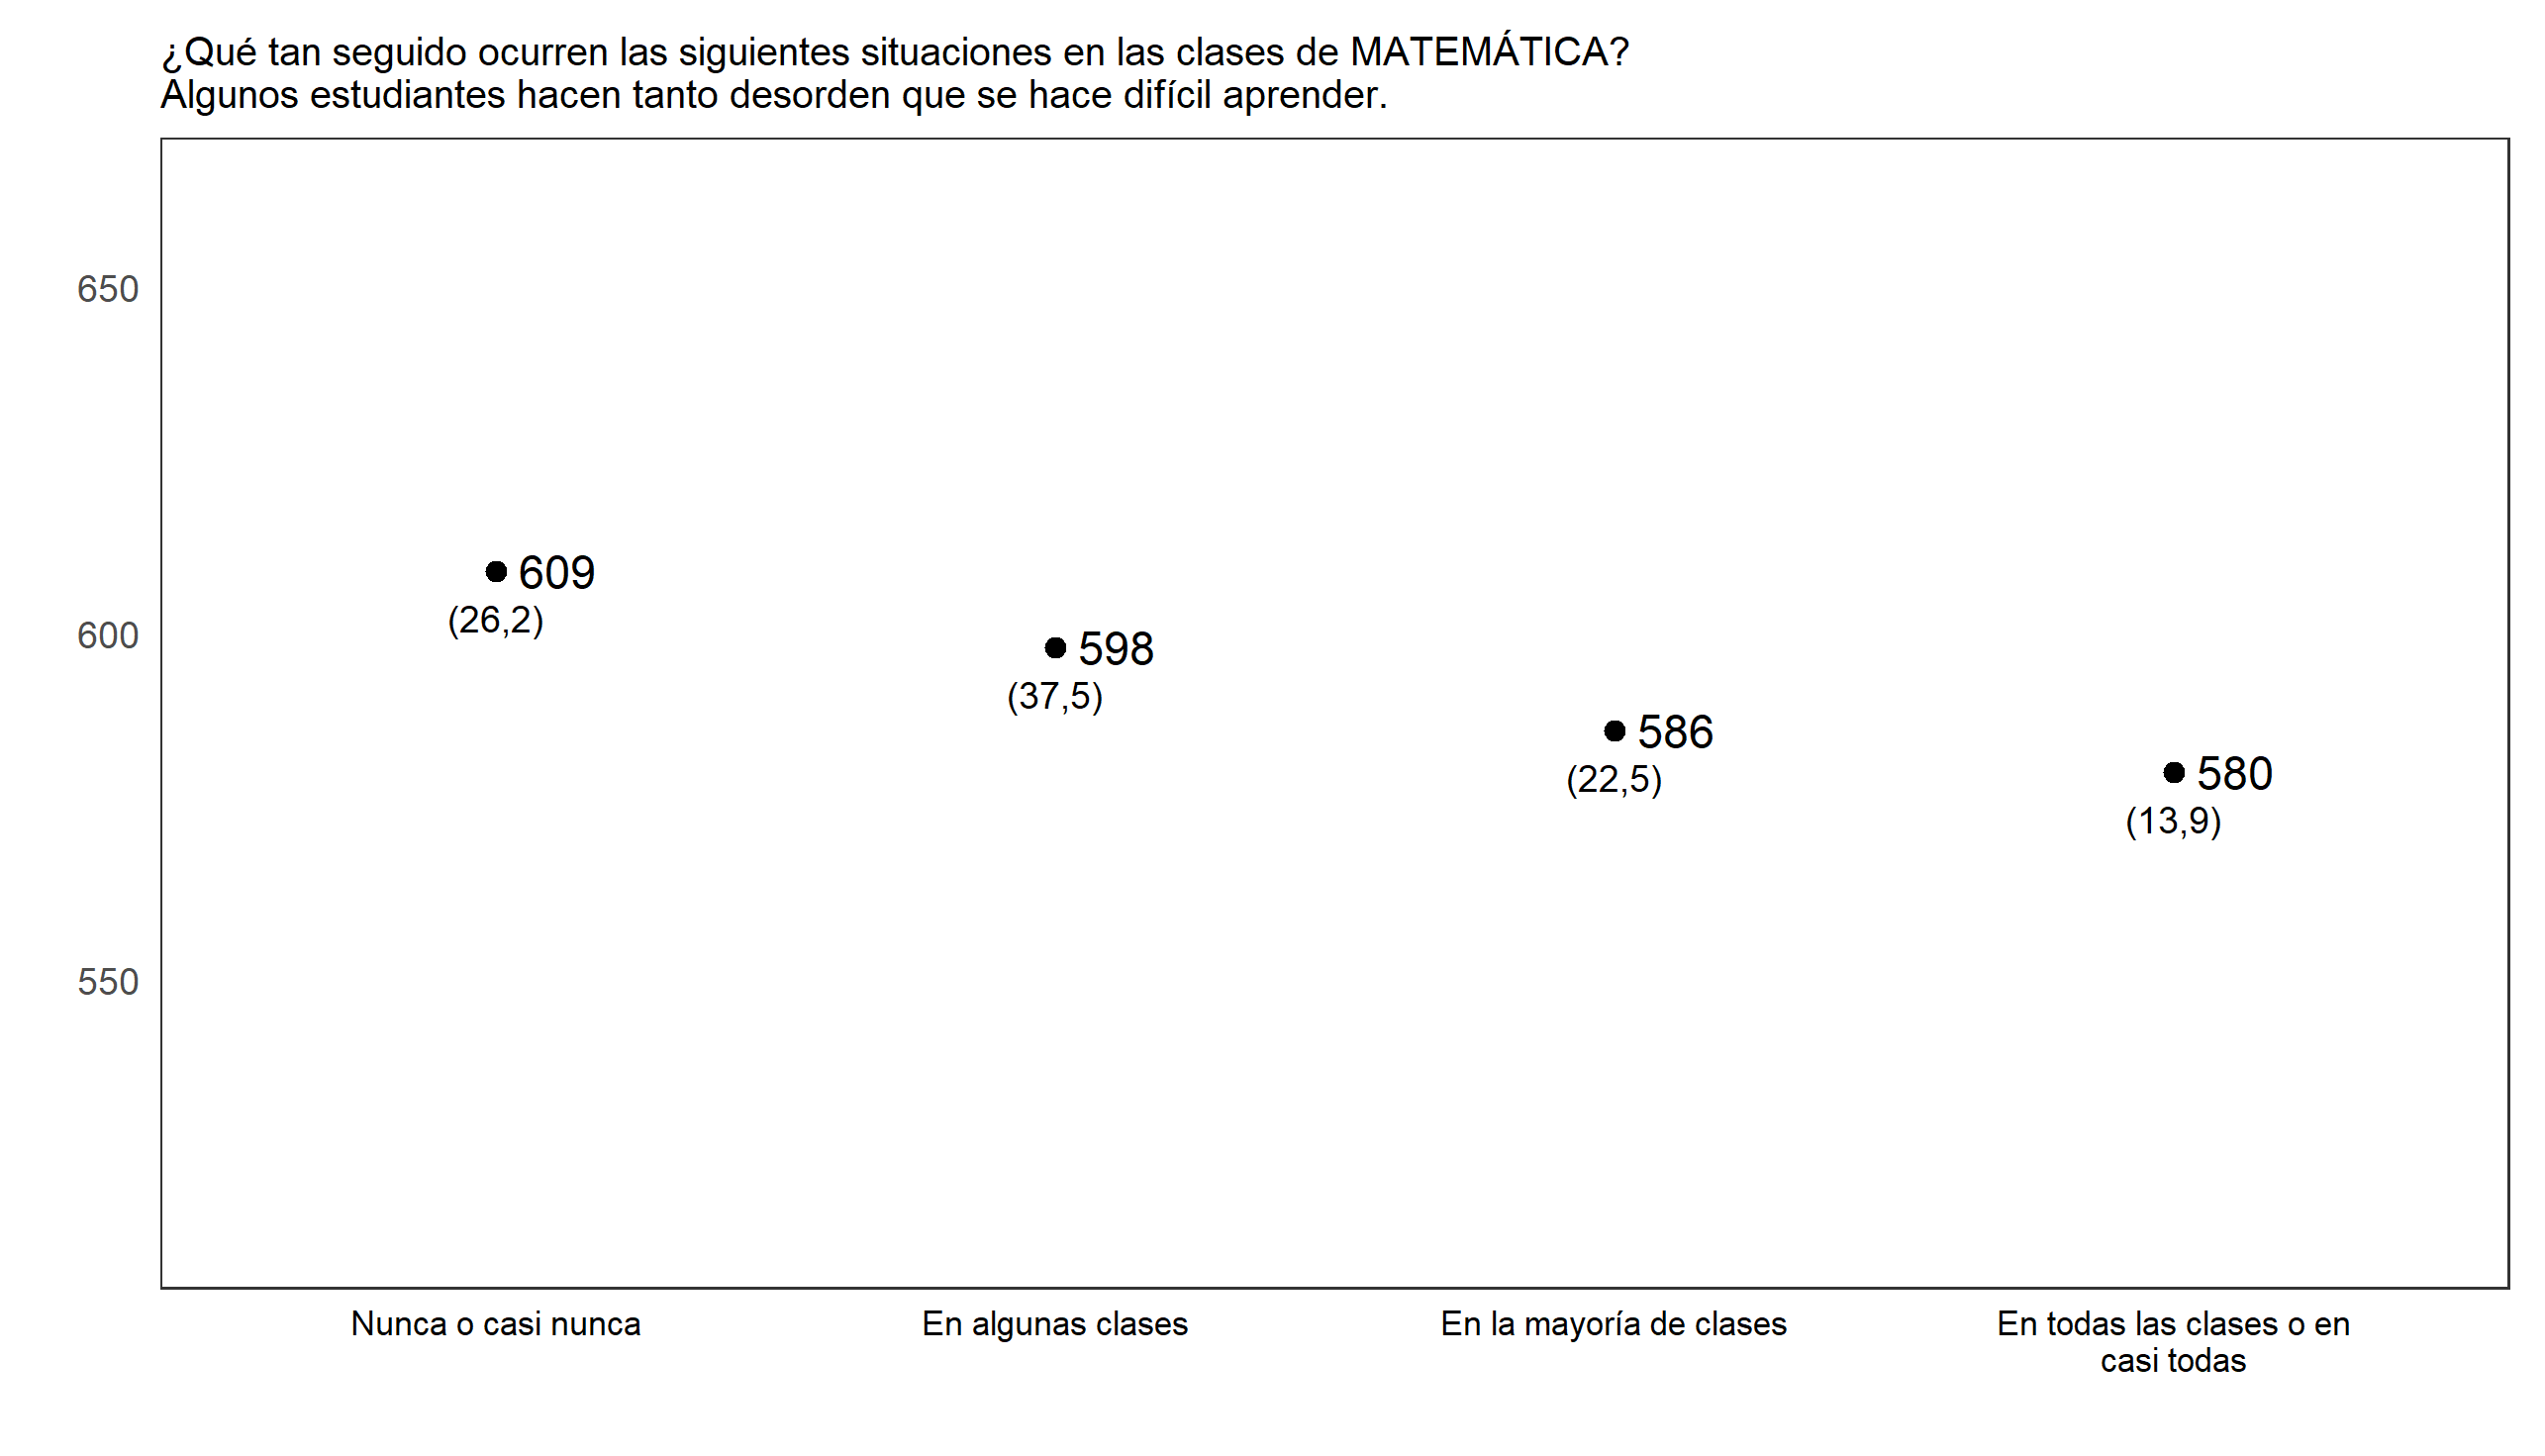 ¿Qué tan seguido ocurren las siguientes situaciones en las clases de MATEMÁTICA?
Algunos estudiantes hacen tanto desorden que se hace difícil aprender.
650
609
(26,2)
600
598
(37,5)
586
(22,5)
580
(13,9)
550
Nunca o casi nunca
En algunas clases
En la mayoría de clases
En todas las clases o en
casi todas